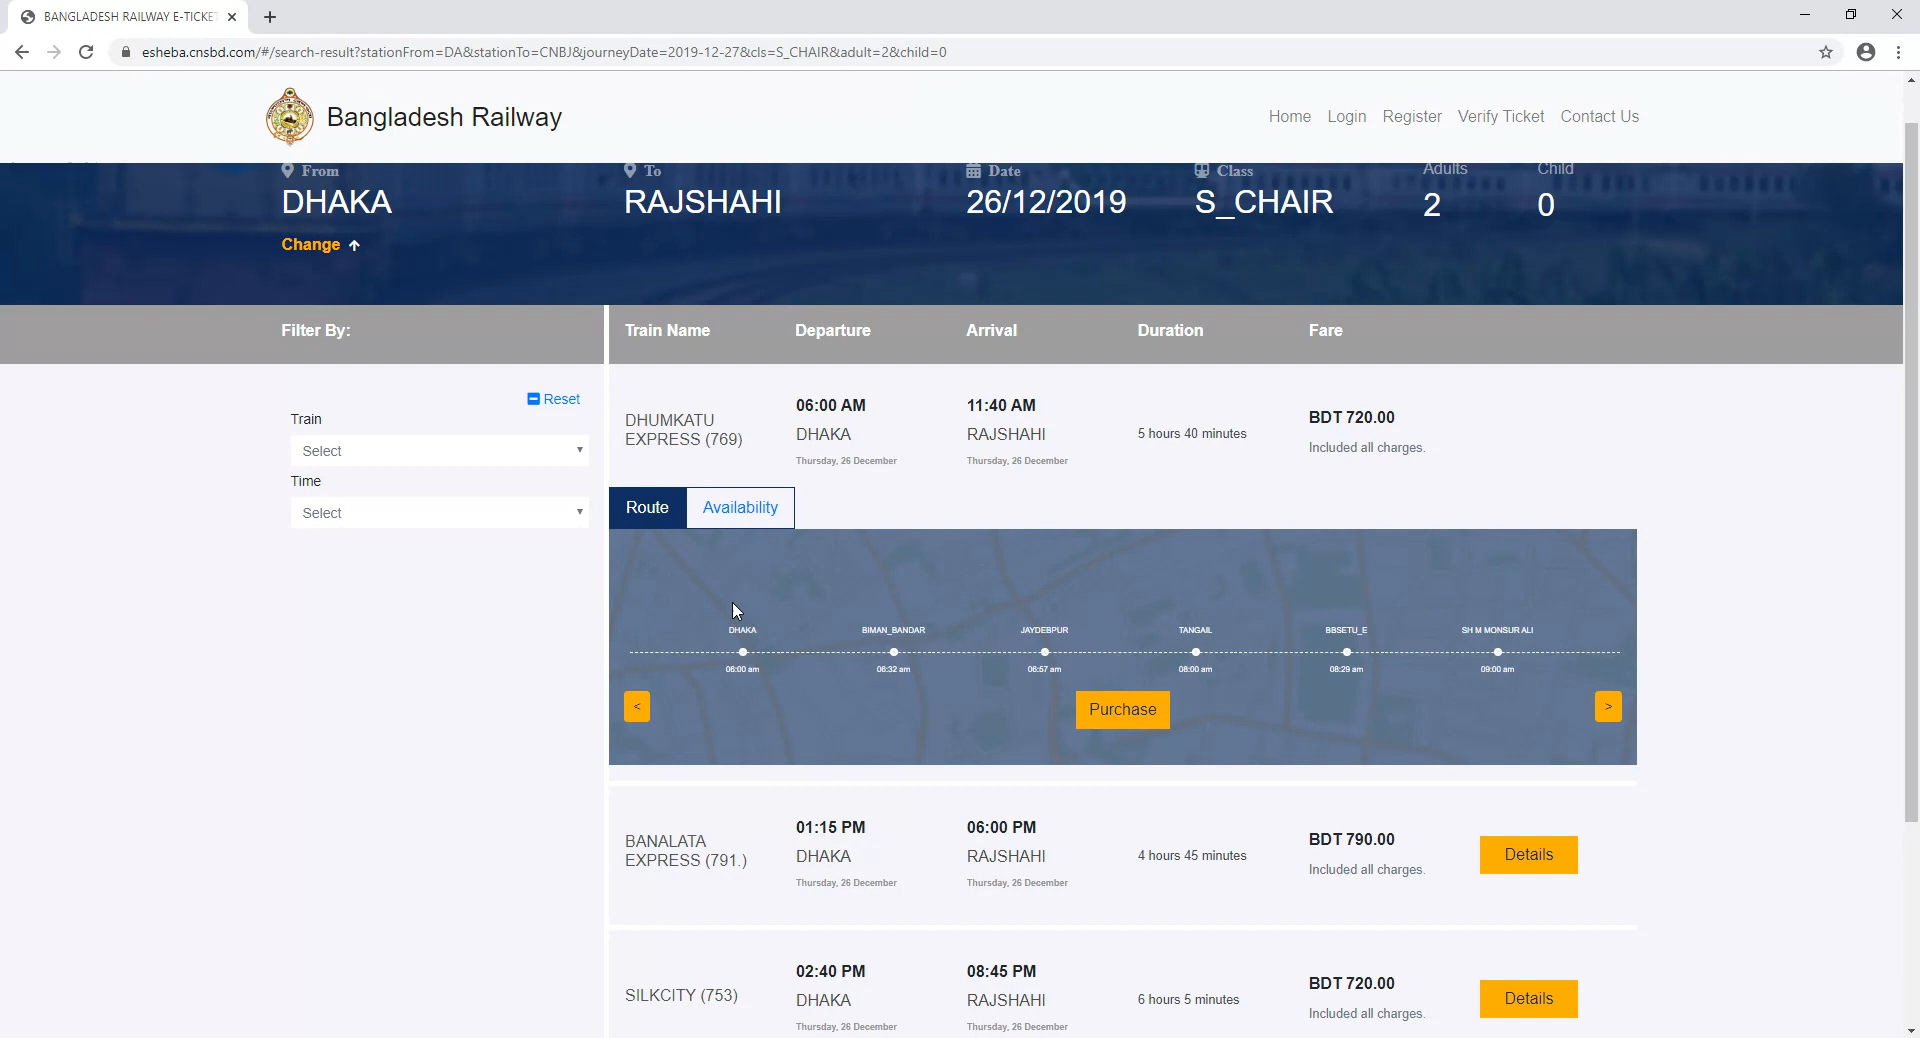 BANGLADESH RAILWAY E-TICKET
esheba.cnsbd.com/#/search-result?stationFrom=DA&stationTo=CNBJ&journeyDate=2019-12-27&cls=S_CHAIR&adult=2&child=0
Bangladesh Railway
Home Login Register Verify Ticket Contact Us
From To Date Class Adults Child
DHAKA RAJSHAHI 26/12/2019 S_CHAIR 2 0
Change
Filter By: Train Name Departure Arrival Duration Fare
Reset
Train
Select
Time
Select
DHUMKATU
EXPRESS (769)
06:00 AM
DHAKA
Thursday, 26 December
11:40 AM
RAJSHAHI
Thursday, 26 December
5 hours 40 minutes
BDT 720.00
Included all charges.
Route Availability
DHAKA BIMAN_BANDAR JAYDEBPUR TANGAIL BBSETU_E SH M MONSUR ALI
06:00 am 06:32 am 06:57 am 08:00 am 08:29 am 09:00 am
< Purchase >
BANALATA
EXPRESS (791.)
01:15 PM
DHAKA
Thursday, 26 December
06:00 PM
RAJSHAHI
Thursday, 26 December
4 hours 45 minutes
BDT 790.00
Included all charges.
Details
SILKCITY (753)
02:40 PM
DHAKA
Thursday, 26 December
08:45 PM
RAJSHAHI
Thursday, 26 December
6 hours 5 minutes
BDT 720.00
Included all charges.
Details